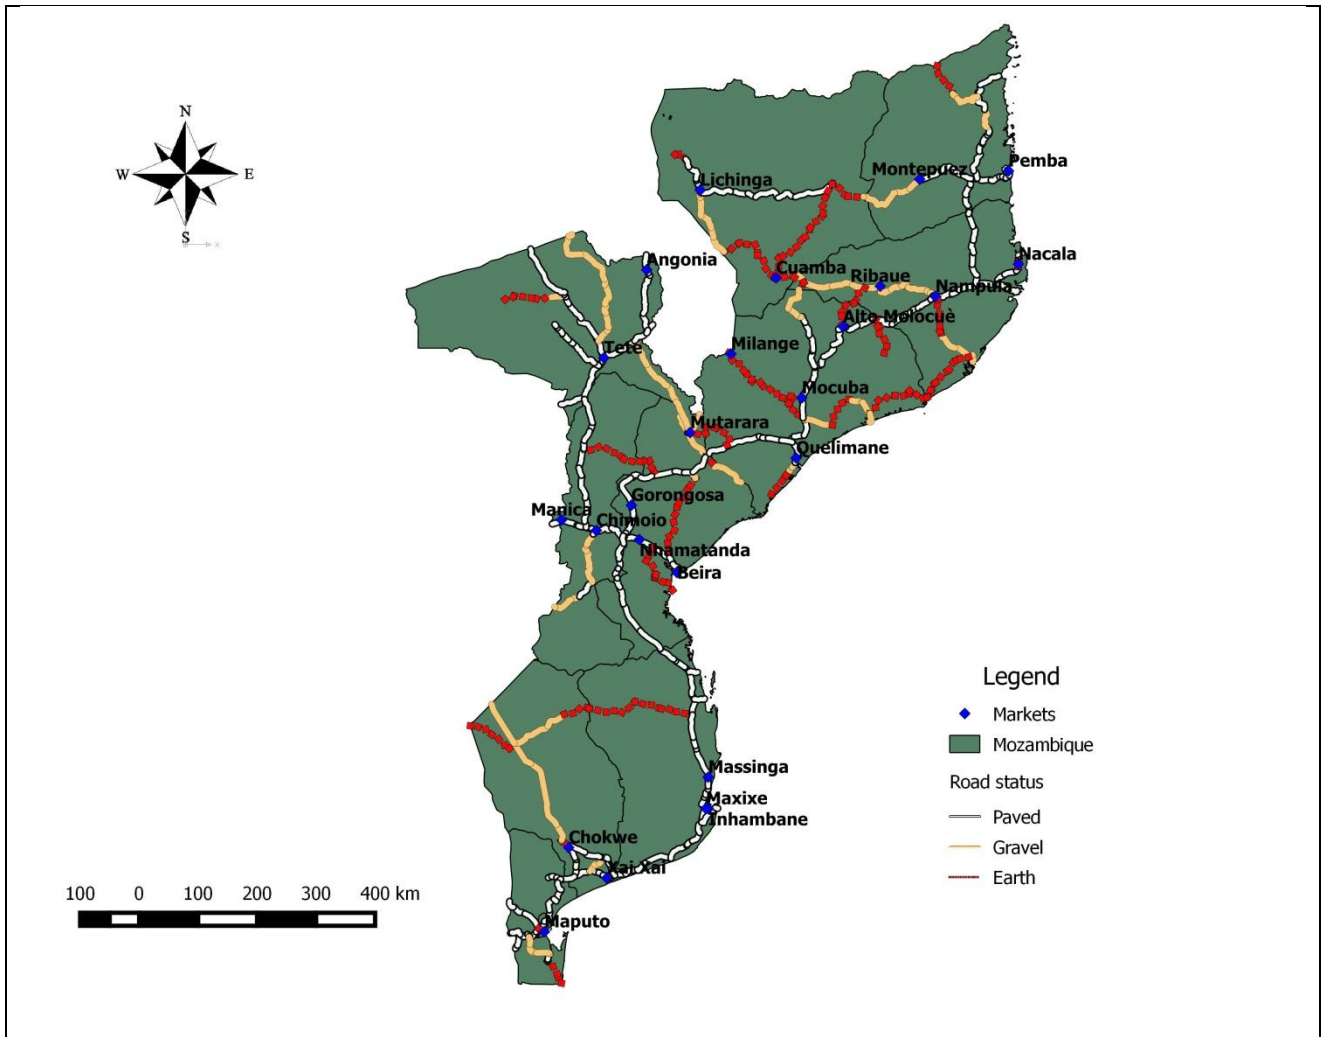 N
W
E
S
x
Pemba
Montepuez
Lichinga
Nacala
Angonia
Cuamba
Ribaue
Nampula
Alto Molocuè
Milange
Tete
Mocuba
Mutarara
Quelimane
Gorongosa
Manica
Chimoio
Nhamatanda
Beira
Legend
Markets
Mozambique
Massinga
Road status
Maxixe
Inhambane
Paved
Chokwe
Gravel
Xai Xai
Earth
100 0 100 200 300 400 km
Maputo